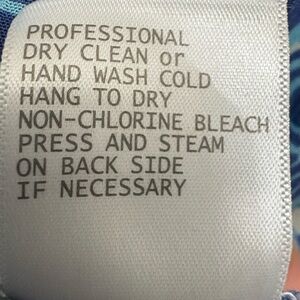 PROFESSIONAL
DRY CLEAN or
HAND WASH COLD
HANG TO DRY
NON-CHLORINE BLEACH
PRESS AND STEAM
ON BACK SIDE
IF NECESSARY